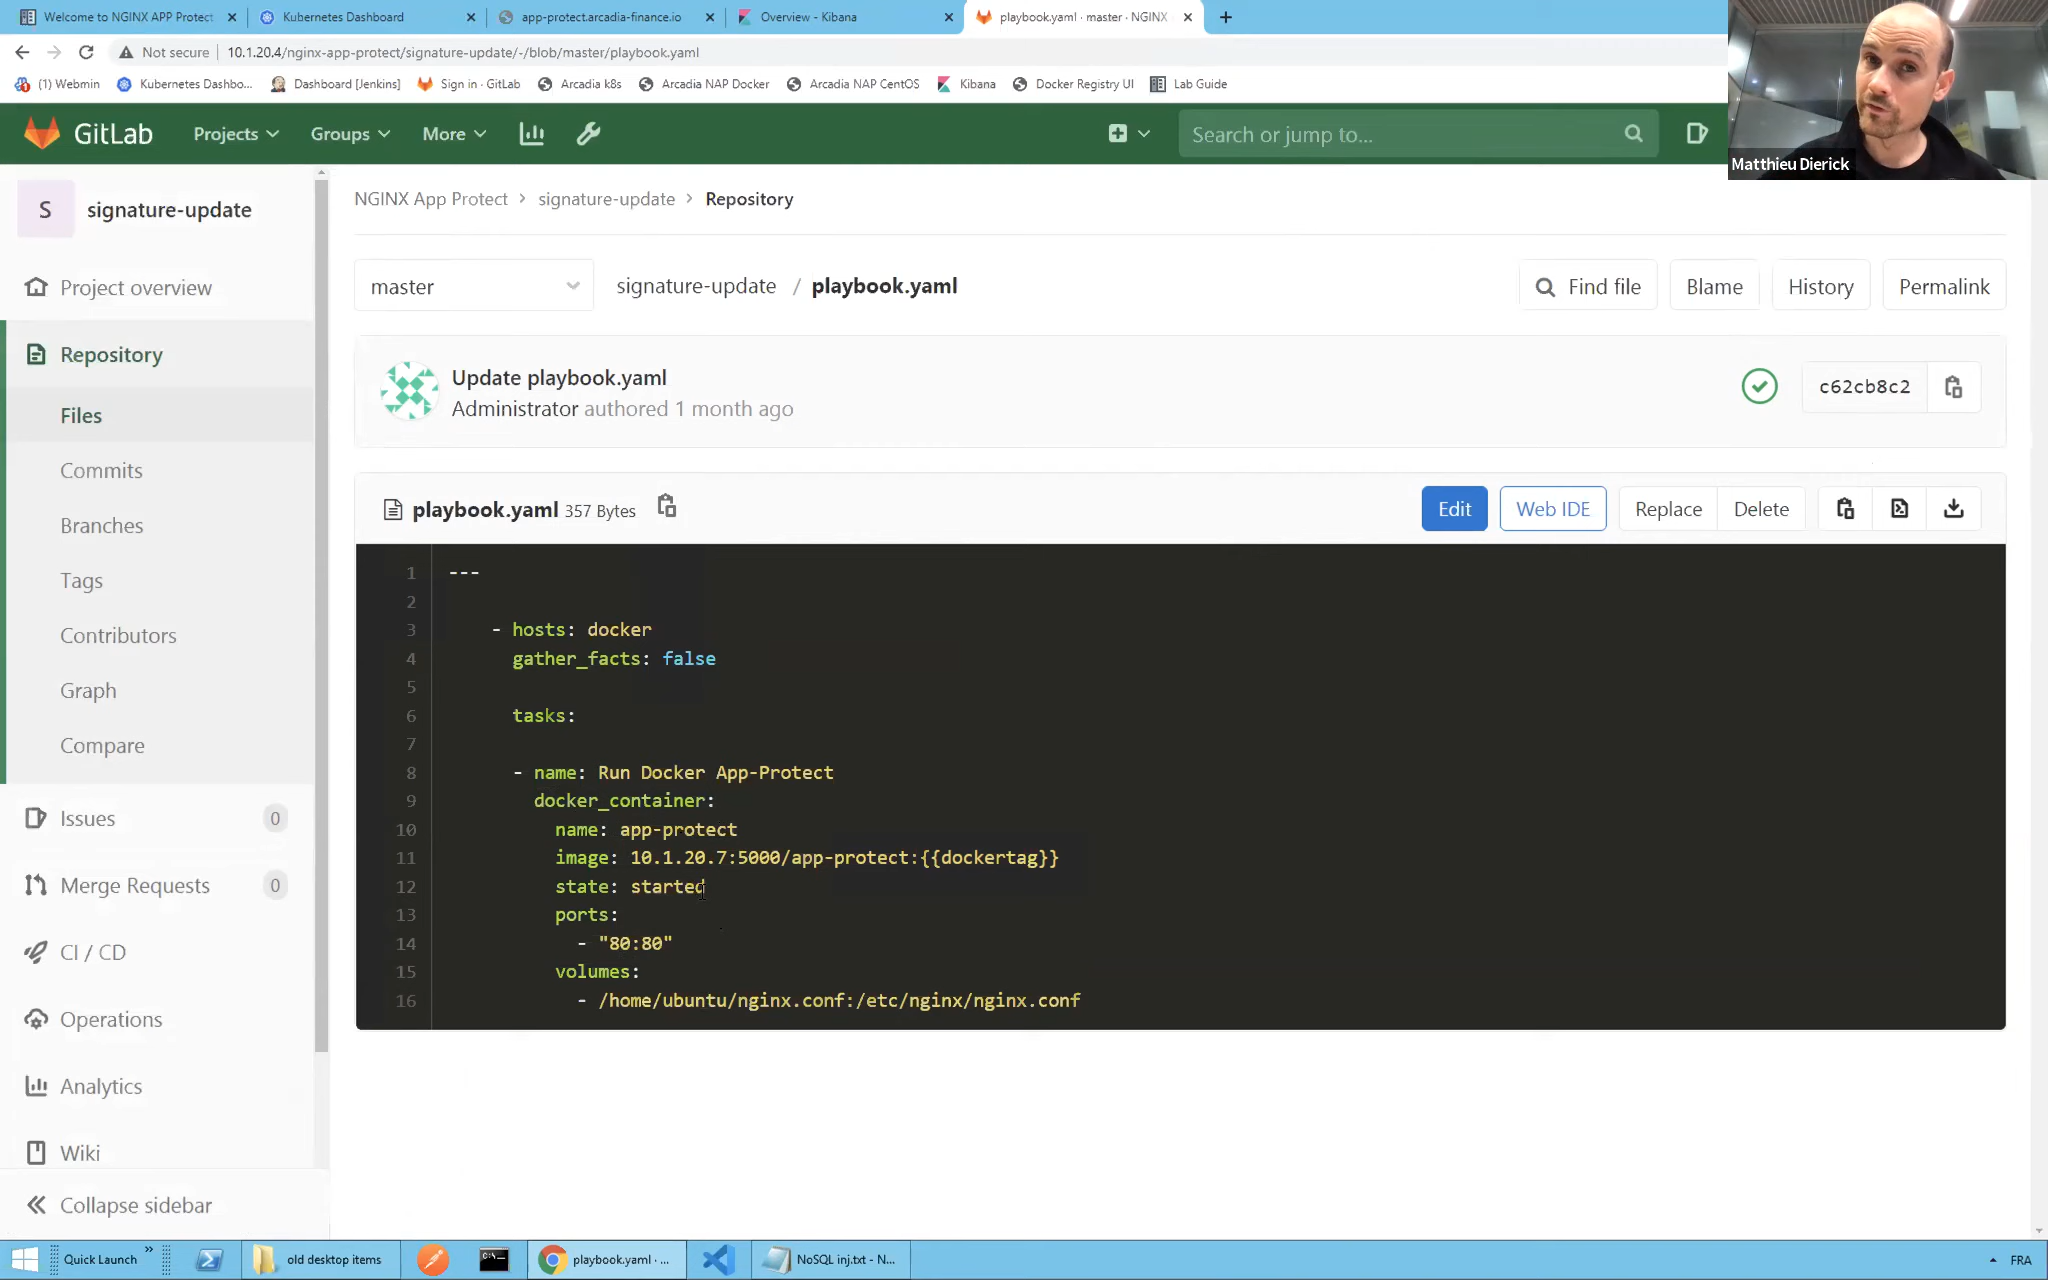 Welcome to NGINX APP Protect
Kubernetes Dashboard
app-protect.arcadia-finance.io
Overview - Kibana
playbook.yaml · master · NGINX
Not secure
10.1.20.4/nginx-app-protect/signature-update/-/blob/master/playbook.yaml
(1) Webmin
Kubernetes Dashbo...
Dashboard [Jenkins]
Sign in · GitLab
Arcadia k8s
Arcadia NAP Docker
Arcadia NAP CentOS
Kibana
Docker Registry UI
Lab Guide
GitLab
Projects
Groups
More
Search or jump to...
Matthieu Dierick
S
signature-update
NGINX App Protect > signature-update > Repository
Project overview
master
signature-update / playbook.yaml
Find file
Blame
History
Permalink
Repository
Files
Commits
Branches
Tags
Contributors
Graph
Compare
Issues 0
Merge Requests 0
CI / CD
Operations
Analytics
Wiki
Collapse sidebar
Update playbook.yaml
Administrator authored 1 month ago
c62cb8c2
playbook.yaml 357 Bytes
Edit
Web IDE
Replace
Delete
1 ---
2
3 - hosts: docker
4 gather_facts: false
5
6 tasks:
7
8 - name: Run Docker App-Protect
9 docker_container:
10 name: app-protect
11 image: 10.1.20.7:5000/app-protect:{{dockertag}}
12 state: started
13 ports:
14 - "80:80"
15 volumes:
16 - /home/ubuntu/nginx.conf:/etc/nginx/nginx.conf
Quick Launch
old desktop items
playbook.yaml · ...
NoSQL inj.txt - N...
FRA